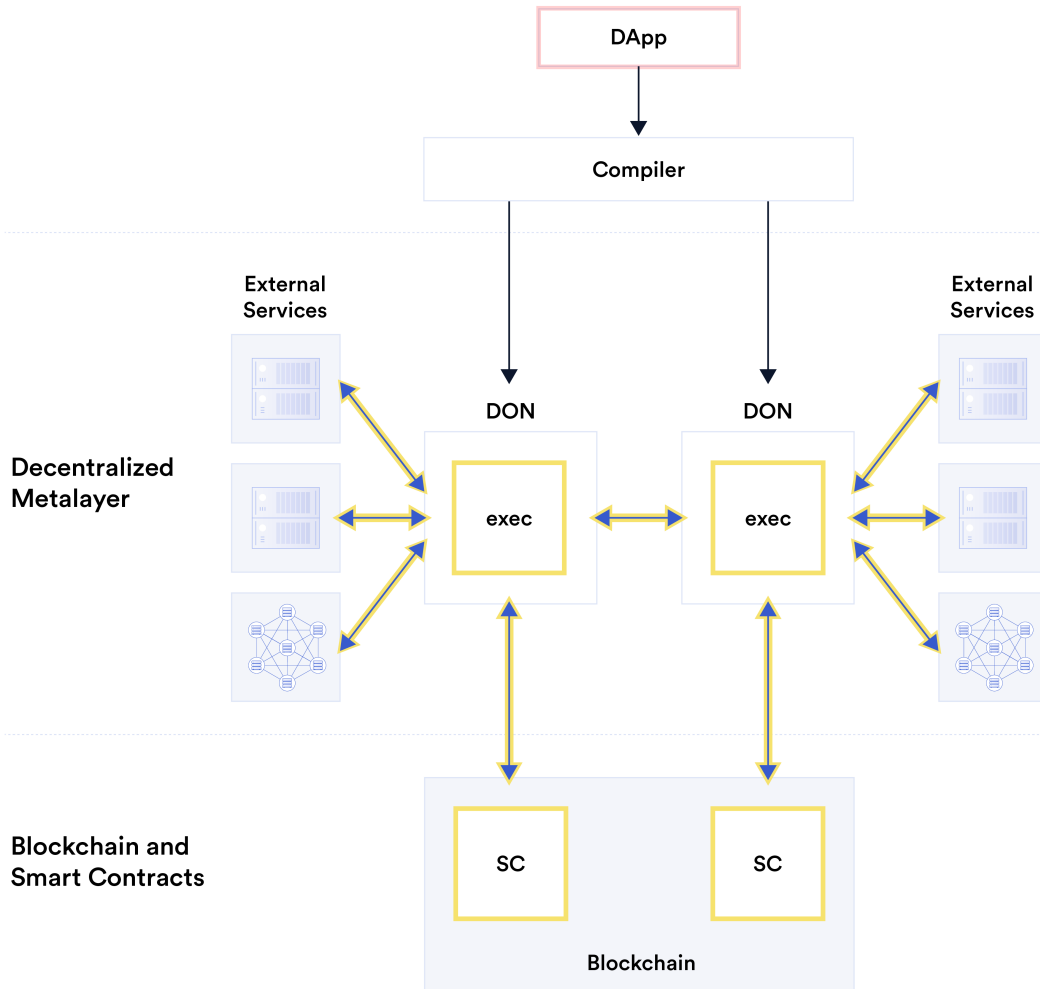 DApp
Compiler
External
Services
External
Services
DON
DON
Decentralized
Metalayer
exec
exec
Blockchain and
Smart Contracts
SC
SC
Blockchain